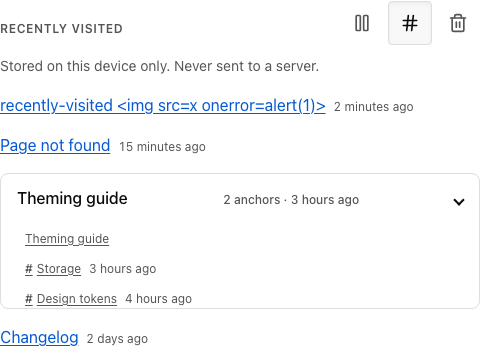 RECENTLY VISITED
#
Stored on this device only. Never sent to a server.
recently-visited <img src=x onerror=alert(1)> 2 minutes ago
Page not found 15 minutes ago
Theming guide 2 anchors · 3 hours ago
Theming guide
# Storage 3 hours ago
# Design tokens 4 hours ago
Changelog 2 days ago